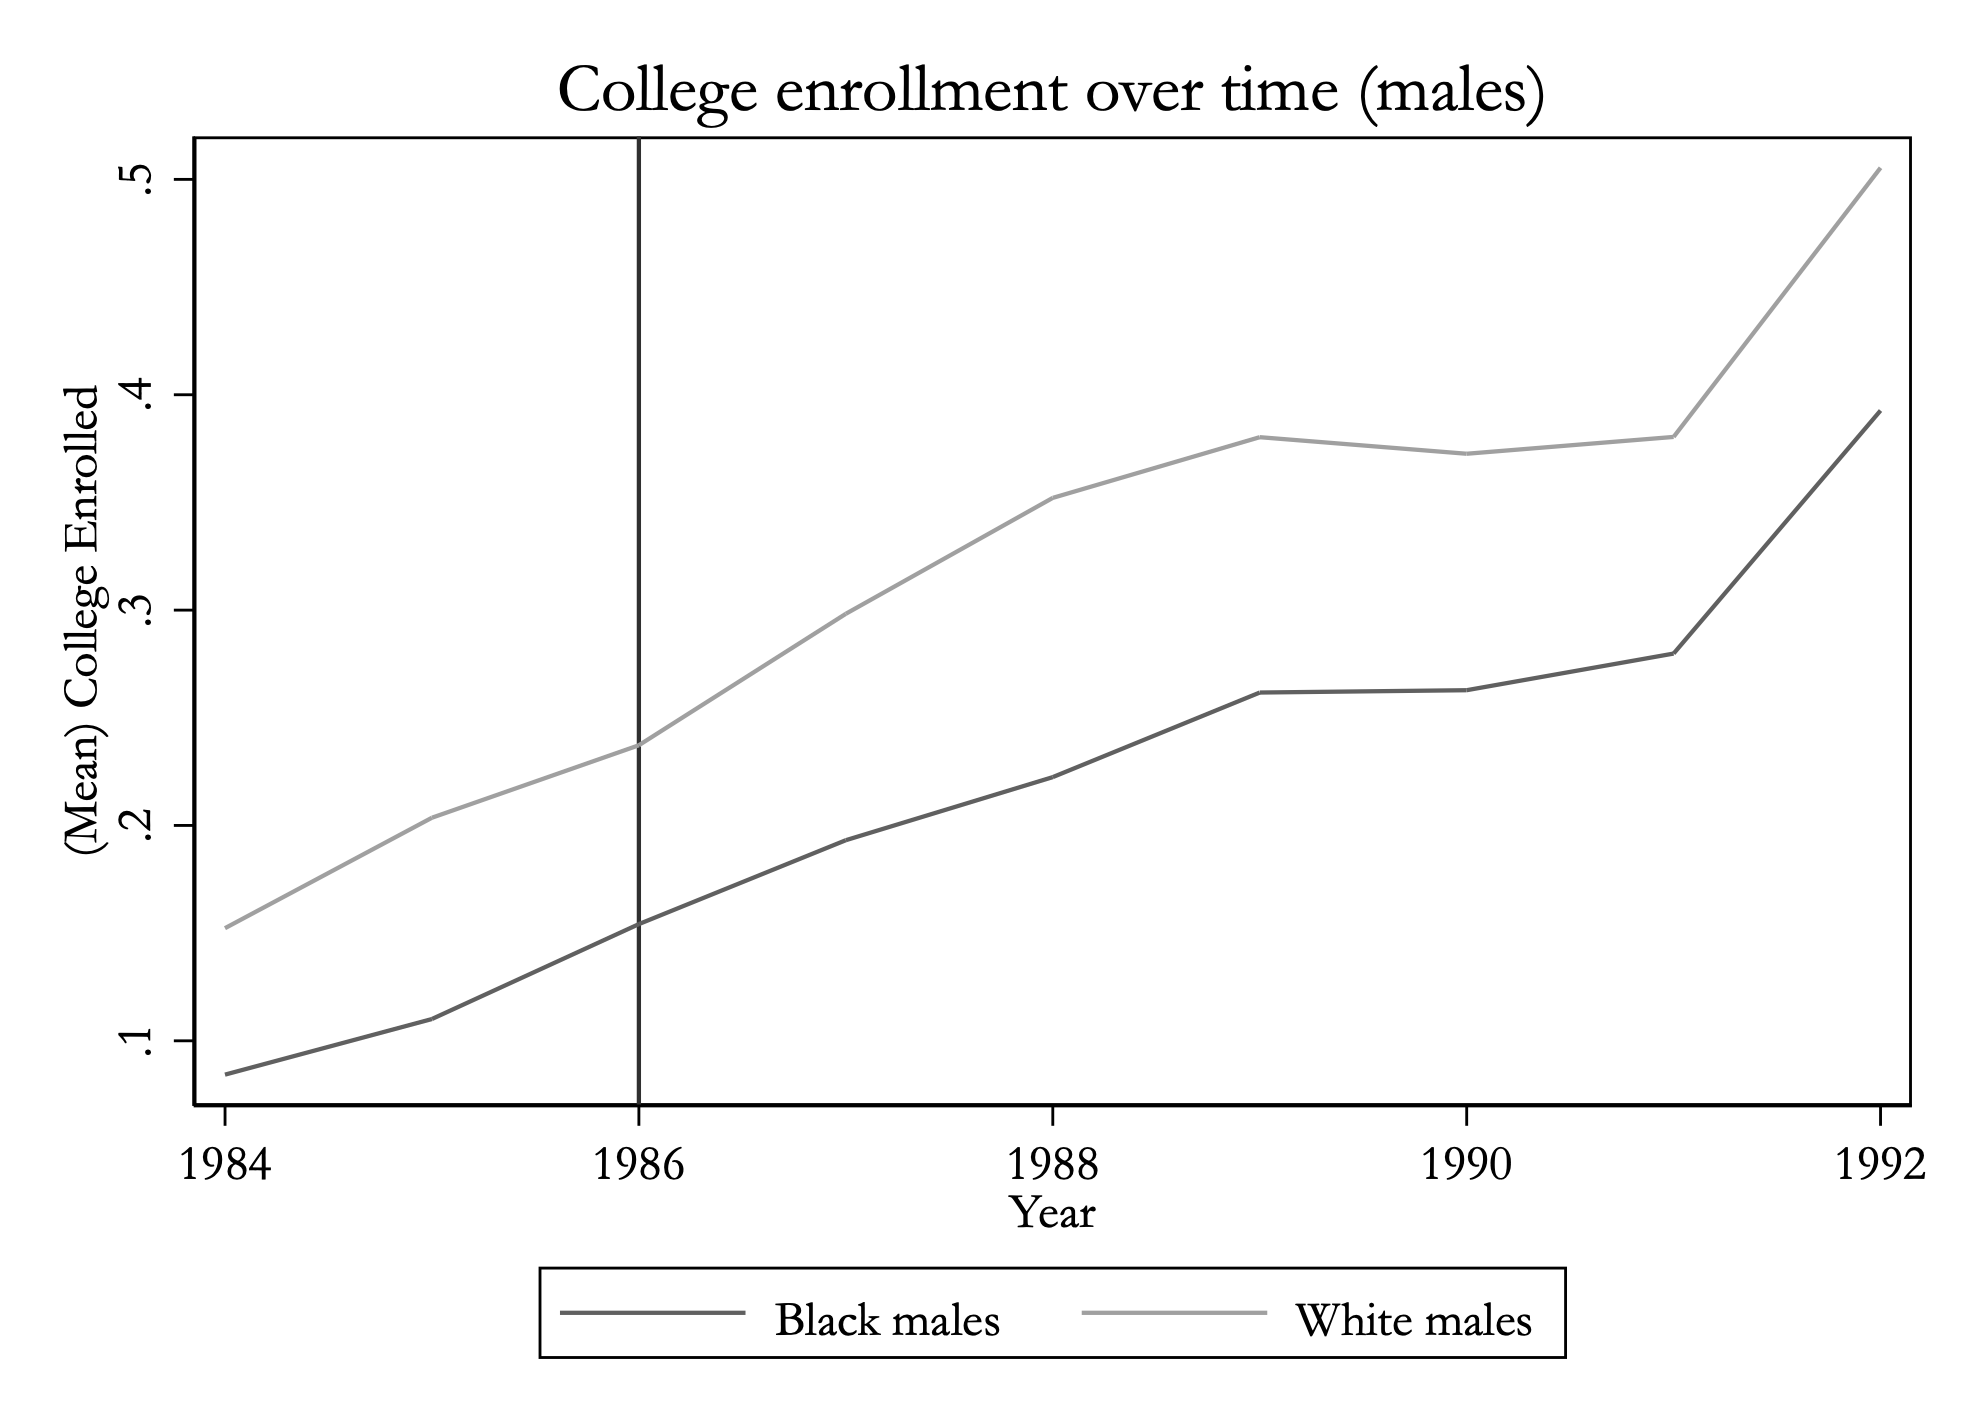 College enrollment over time (males)
(Mean) College Enrolled
.5
.4
.3
.2
.1
1984 1986 1988 1990 1992
Year
Black males White males